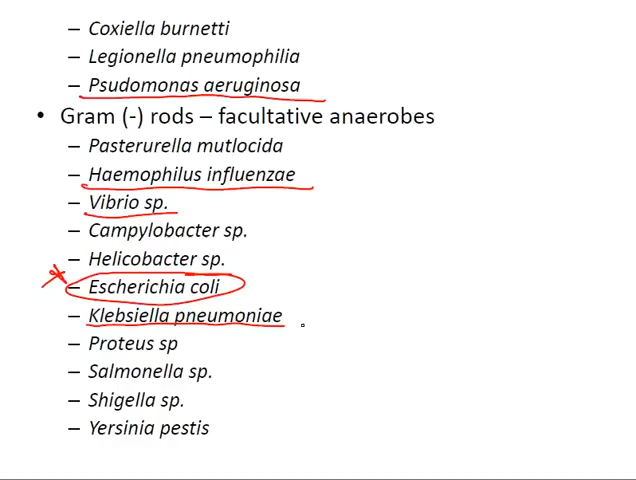 – Coxiella burnetti
– Legionella pneumophilia
– Psudomonas aeruginosa
• Gram (-) rods – facultative anaerobes
– Pasterurella mutlocida
– Haemophilus influenzae
– Vibrio sp.
– Campylobacter sp.
– Helicobacter sp.
– Escherichia coli
– Klebsiella pneumoniae
– Proteus sp
– Salmonella sp.
– Shigella sp.
– Yersinia pestis